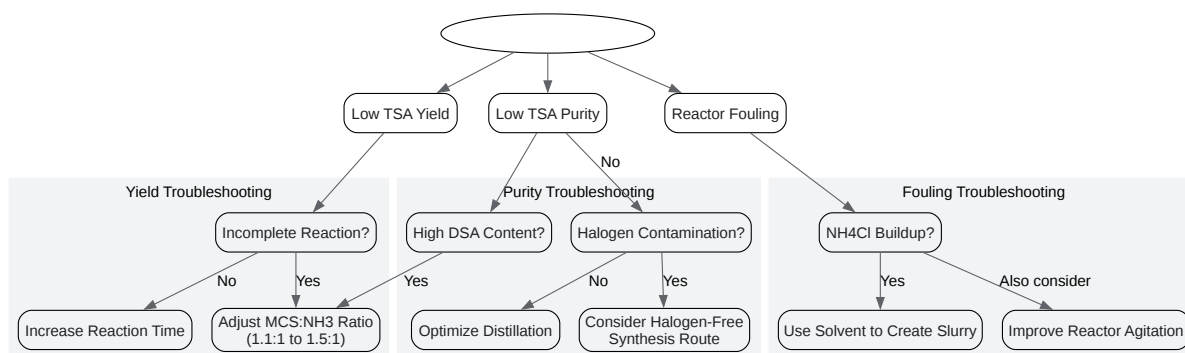 Low TSA Yield
Low TSA Purity
Reactor Fouling
No
Yield Troubleshooting
Purity Troubleshooting
Fouling Troubleshooting
Incomplete Reaction?
High DSA Content?
Halogen Contamination?
NH4Cl Buildup?
No
Yes
Yes
No
Yes
Yes
Also consider
Increase Reaction Time
Adjust MCS:NH3 Ratio
(1.1:1 to 1.5:1)
Optimize Distillation
Consider Halogen-Free
Synthesis Route
Use Solvent to Create Slurry
Improve Reactor Agitation